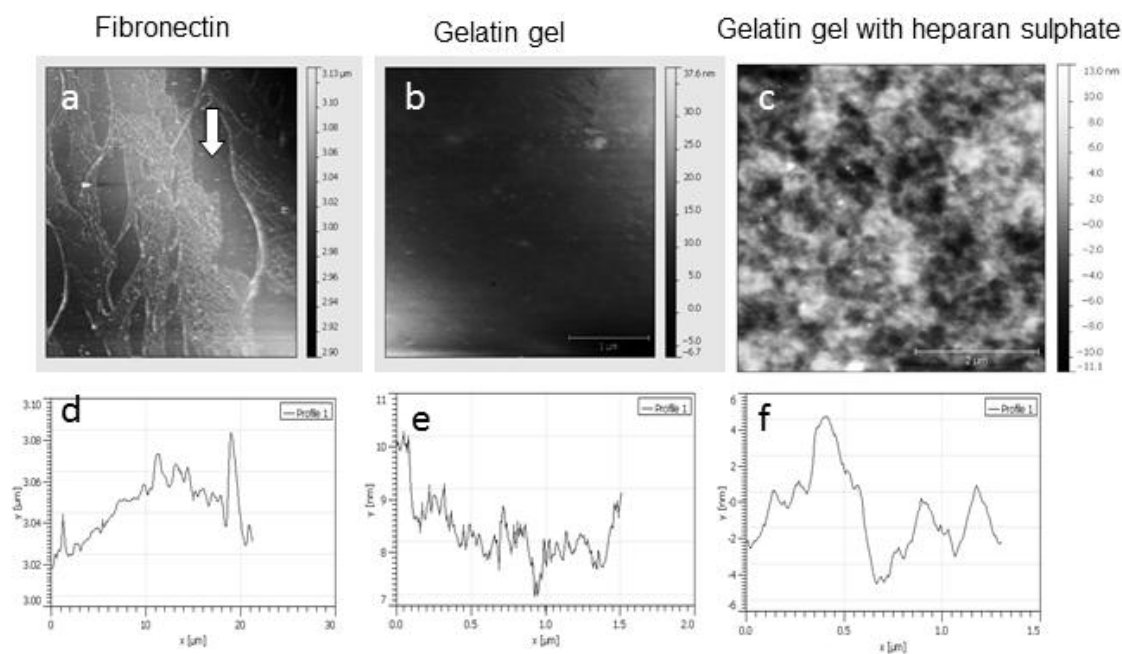 Fibronectin
Gelatin gel
Gelatin gel with heparan sulphate
a
3.13 µm
3.10
3.08
3.06
3.04
3.02
3.00
2.98
2.96
2.94
2.92
2.90
b
37.6 nm
30.0
25.0
20.0
15.0
10.0
5.0
0.0
-5.0
-6.7
1 µm
c
13.0 nm
10.0
8.0
6.0
4.0
2.0
0.0
-2.0
-4.0
-6.0
-8.0
-10.0
-11.1
2 µm
d
Profile 1
3.10
3.08
3.06
3.04
3.02
3.00
y [µm]
0
10
20
30
x [µm]
e
Profile 1
11
10
9
8
7
y [nm]
0.0
0.5
1.0
1.5
2.0
x [µm]
f
Profile 1
6
4
2
-0
-2
-4
-6
y [nm]
0.0
0.5
1.0
1.5
x [µm]